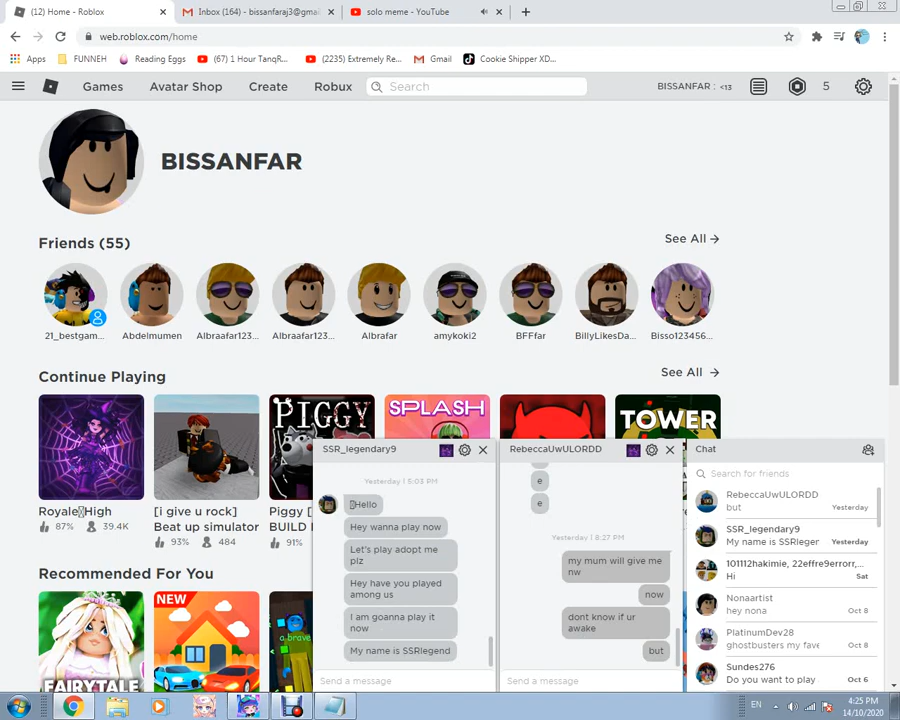 (12) Home - Roblox
Inbox (164) - bissanfaraj3@gmai
solo meme - YouTube
web.roblox.com/home
Apps
FUNNEH
Reading Eggs
(67) 1 Hour TanqR...
(2235) Extremely Re...
Gmail
Cookie Shipper XD...
Games
Avatar Shop
Create
Robux
Search
BISSANFAR : <13
5
BISSANFAR
Friends (55)
See All →
21_bestgam...
Abdelmumen
Albraafar123...
Albraafar123...
Albrafar
amykoki2
BFFfar
BillyLikesDa...
Bisso123456...
Continue Playing
See All →
PIGGY
SPLASH
TOWER
Royale High
87%
39.4K
[i give u rock]
Beat up simulator
93%
484
Piggy [
BUILD
91%
Recommended For You
FAIRYTALE
NEW
a brave
SSR_legendary9
Yesterday | 5:03 PM
Hello
Hey wanna play now
Let's play adopt me
plz
Hey have you played
among us
I am goanna play it
now
My name is SSRlegend
Send a message
RebeccaUwULORDD
e
e
Yesterday | 8:27 PM
my mum will give me
nw
now
dont know if ur
awake
but
Send a message
Chat
Search for friends
RebeccaUwULORDD
but
Yesterday
SSR_legendary9
My name is SSRleger
Yesterday
101112hakimie, 22effex9errorr,...
Hi
Sat
Nonaartist
hey nona
Oct 8
PlatinumDev28
ghostbusters my fave
Oct 8
Sundes276
Do you want to play
Oct 6
EN
4:25 PM
14/10/2020